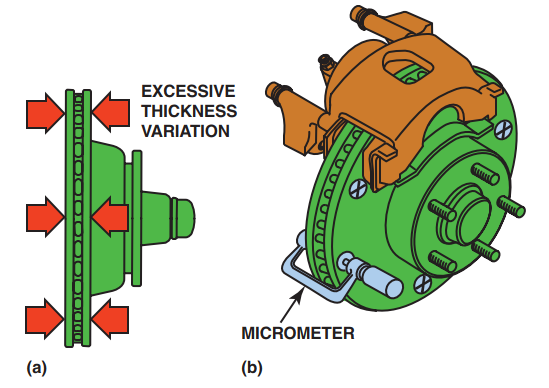 EXCESSIVE
THICKNESS
VARIATION
MICROMETER
(a)
(b)